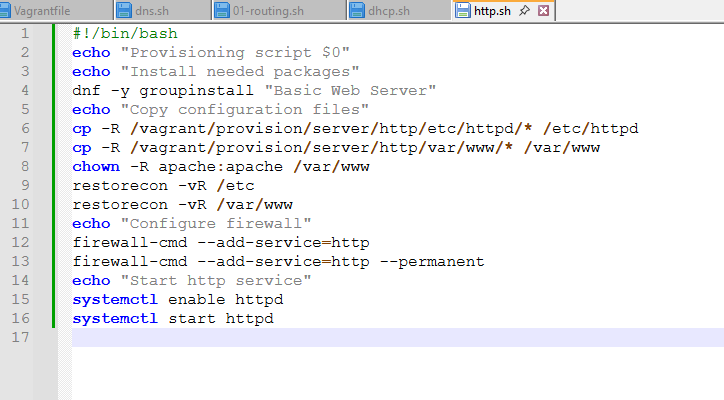 Vagrantfile dns.sh 01-routing.sh dhcp.sh http.sh
1 #!/bin/bash
2 echo "Provisioning script $0"
3 echo "Install needed packages"
4 dnf -y groupinstall "Basic Web Server"
5 echo "Copy configuration files"
6 cp -R /vagrant/provision/server/http/etc/httpd/* /etc/httpd
7 cp -R /vagrant/provision/server/http/var/www/* /var/www
8 chown -R apache:apache /var/www
9 restorecon -vR /etc
10 restorecon -vR /var/www
11 echo "Configure firewall"
12 firewall-cmd --add-service=http
13 firewall-cmd --add-service=http --permanent
14 echo "Start http service"
15 systemctl enable httpd
16 systemctl start httpd
17